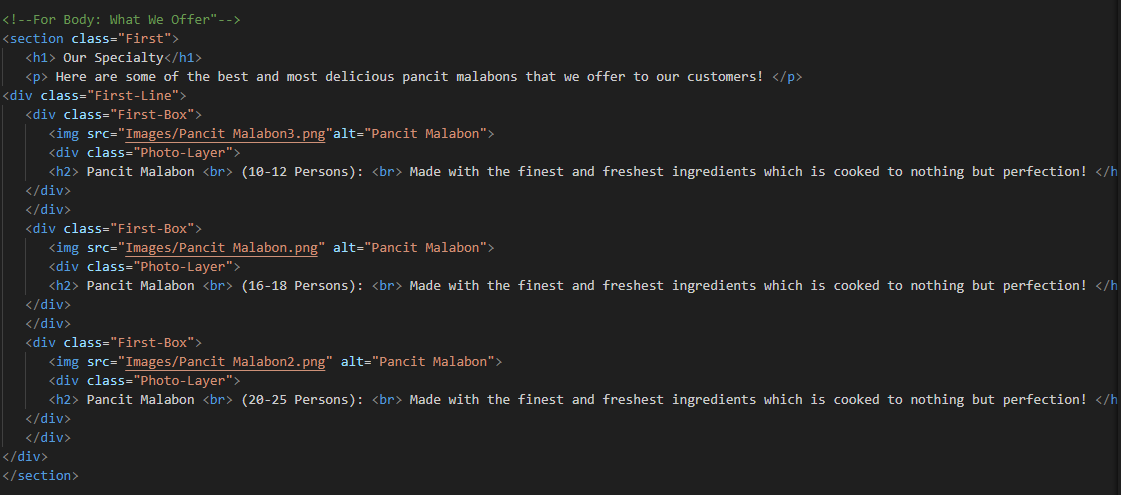 <!--For Body: What We Offer"-->
<section class="First">
<h1> Our Specialty</h1>
<p> Here are some of the best and most delicious pancit malabons that we offer to our customers! </p>
<div class="First-Line">
<div class="First-Box">
<img src="Images/Pancit Malabon3.png"alt="Pancit Malabon">
<div class="Photo-Layer">
<h2> Pancit Malabon <br> (10-12 Persons): <br> Made with the finest and freshest ingredients which is cooked to nothing but perfection! </h
</div>
</div>
<div class="First-Box">
<img src="Images/Pancit Malabon.png" alt="Pancit Malabon">
<div class="Photo-Layer">
<h2> Pancit Malabon <br> (16-18 Persons): <br> Made with the finest and freshest ingredients which is cooked to nothing but perfection! </h
</div>
</div>
<div class="First-Box">
<img src="Images/Pancit Malabon2.png" alt="Pancit Malabon">
<div class="Photo-Layer">
<h2> Pancit Malabon <br> (20-25 Persons): <br> Made with the finest and freshest ingredients which is cooked to nothing but perfection! </h
</div>
</div>
</div>
</section>